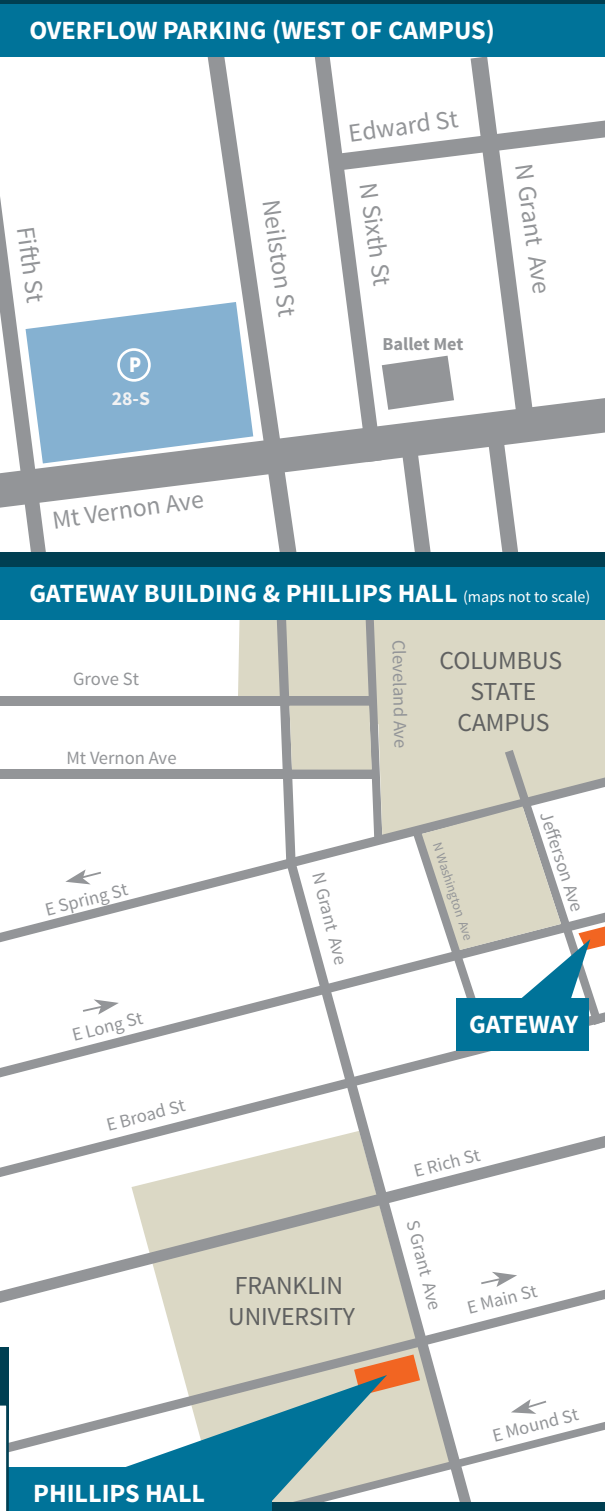 OVERFLOW PARKING (WEST OF CAMPUS)
Edward St
N Sixth St
N Grant Ave
Neilston St
Fifth St
Ballet Met
P
28-S
Mt Vernon Ave
GATEWAY BUILDING & PHILLIPS HALL (maps not to scale)
Cleveland Ave
COLUMBUS
STATE
CAMPUS
Grove St
Mt Vernon Ave
Jefferson Ave
N Washington Ave
E Spring St
N Grant Ave
E Long St
GATEWAY
E Broad St
E Rich St
S Grant Ave
FRANKLIN
UNIVERSITY
E Main St
E Mound St
PHILLIPS HALL